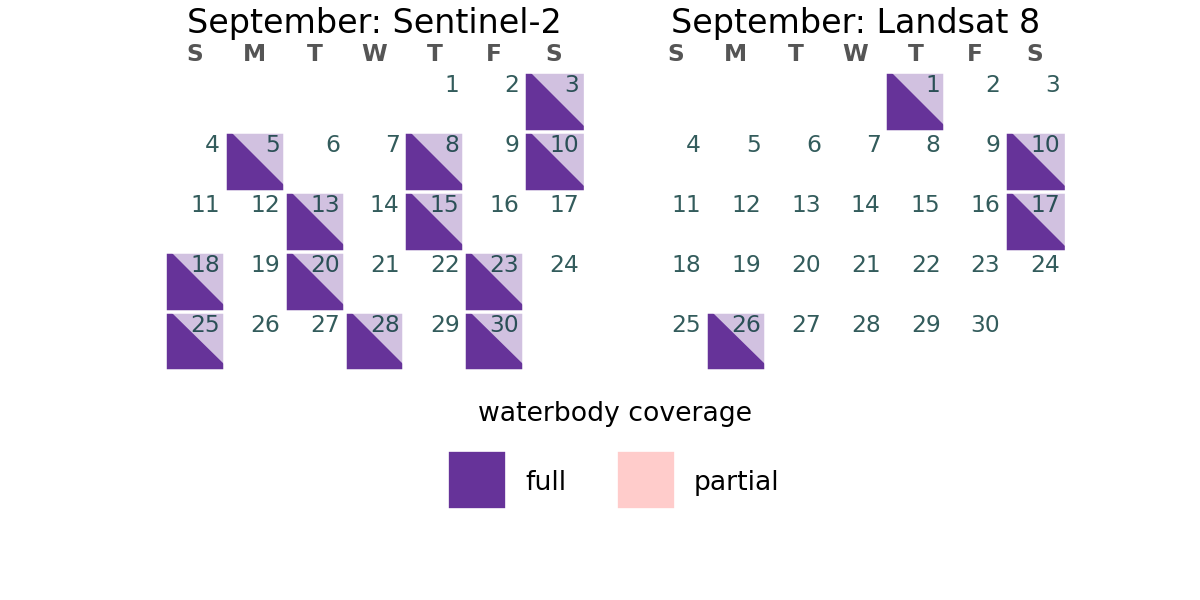 September: Sentinel-2
S M T W T F S
1 2 3
4 5 6 7 8 9 10
11 12 13 14 15 16 17
18 19 20 21 22 23 24
25 26 27 28 29 30
September: Landsat 8
S M T W T F S
1 2 3
4 5 6 7 8 9 10
11 12 13 14 15 16 17
18 19 20 21 22 23 24
25 26 27 28 29 30
waterbody coverage
full partial